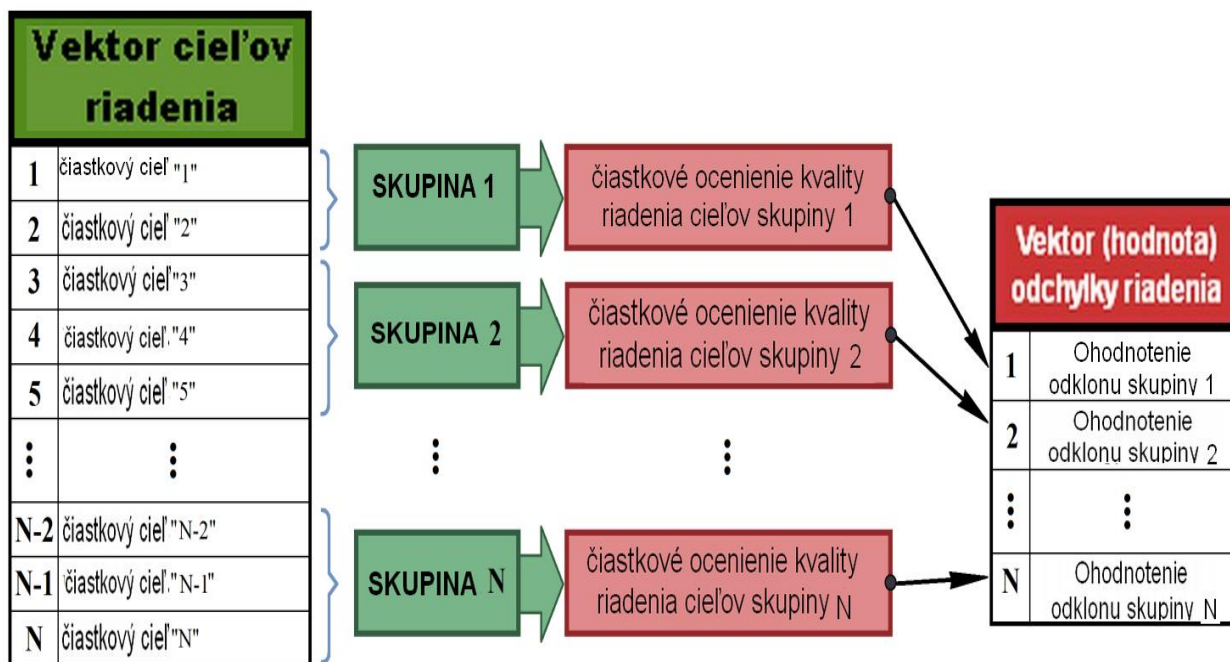 Vektor cieľov
riadenia
1 čiastkový cieľ "1"
2 čiastkový cieľ "2"
3 čiastkový cieľ "3"
4 čiastkový cieľ "4"
5 čiastkový cieľ "5"
⋮ ⋮
N-2 čiastkový cieľ "N-2"
N-1 čiastkový cieľ "N-1"
N čiastkový cieľ "N"
SKUPINA 1
SKUPINA 2
⋮
SKUPINA N
čiastkové ocenienie kvality
riadenia cieľov skupiny 1
čiastkové ocenienie kvality
riadenia cieľov skupiny 2
⋮
čiastkové ocenienie kvality
riadenia cieľov skupiny N
Vektor (hodnota)
odchylky riadenia
1 Ohodnotenie
odklonu skupiny 1
2 Ohodnotenie
odklonu skupiny 2
⋮ ⋮
N Ohodnotenie
odklonu skupiny N